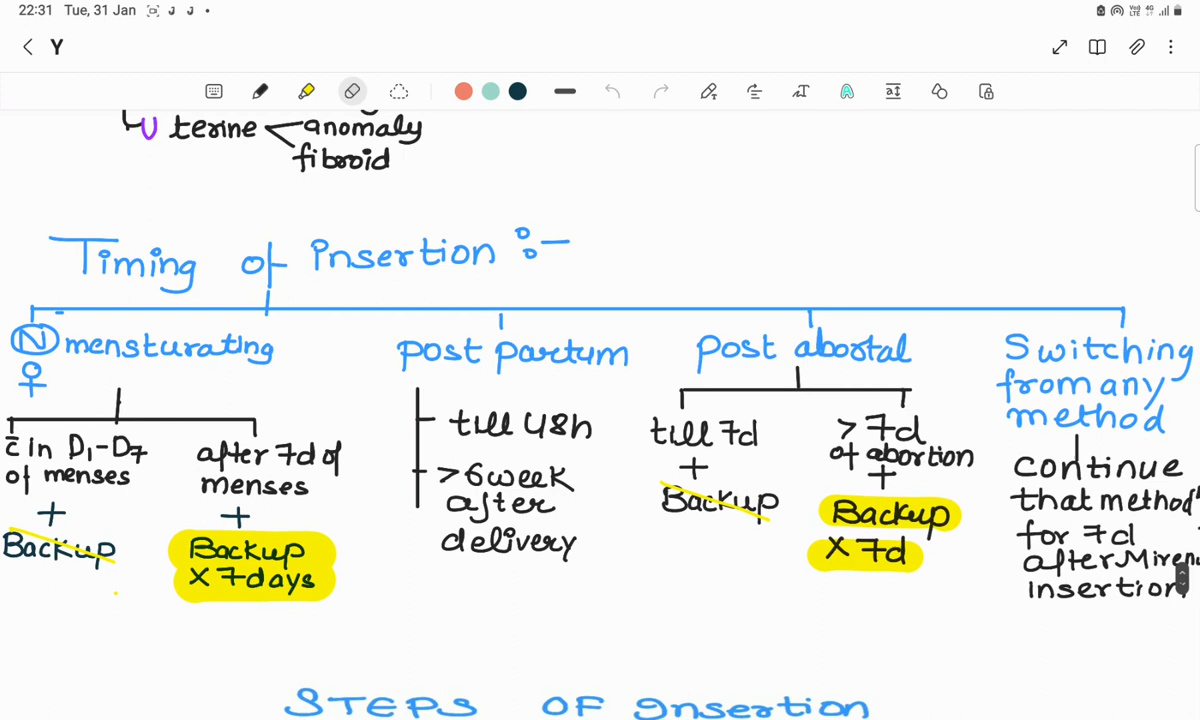 22:31 Tue, 31 Jan
Y
Uterine
anomaly
fibroid
Timing of insertion :-
N mensturating
c̄ in D1-D7
of menses
+
Backup
after 7d of
menses
+
Backup
x 7days
post partum
till 48h
>6week
after
delivery
post abortal
till 7d
+
Backup
> 7d
of abortion
+
Backup
x 7d
Switching
from any
method
continue
that method
for 7d
after Mirena
insertion
STEPS OF Insertion